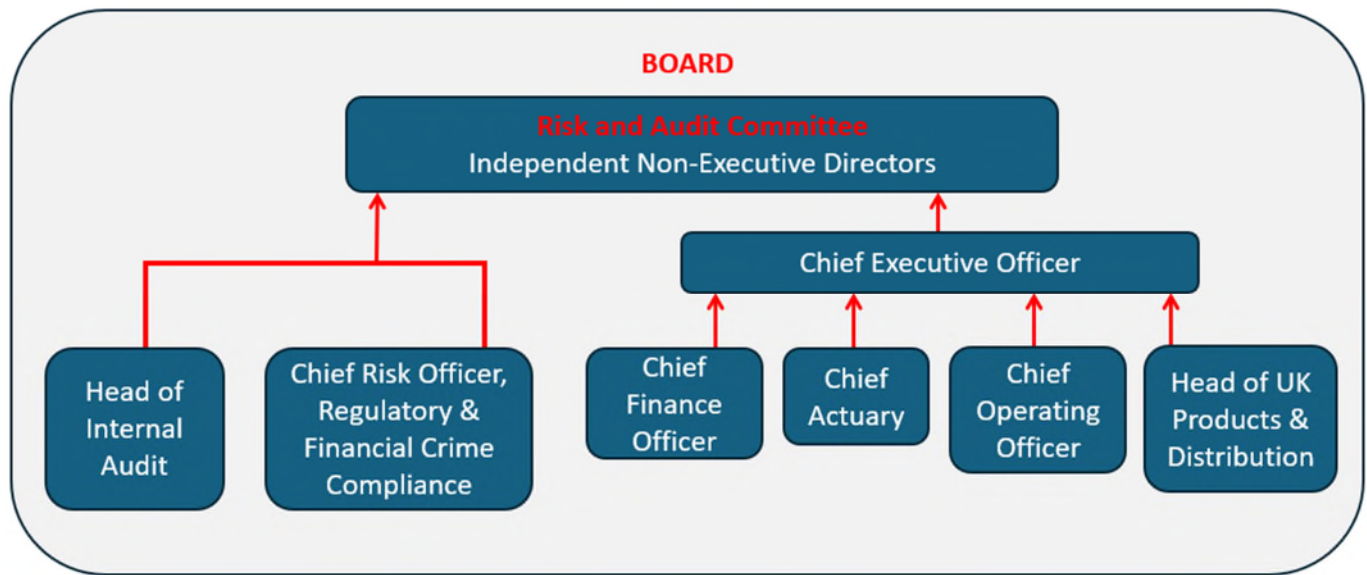 BOARD
Risk and Audit Committee
Independent Non-Executive Directors
Chief Executive Officer
Head of
Internal
Audit
Chief Risk Officer,
Regulatory &
Financial Crime
Compliance
Chief
Finance
Officer
Chief
Actuary
Chief
Operating
Officer
Head of UK
Products &
Distribution